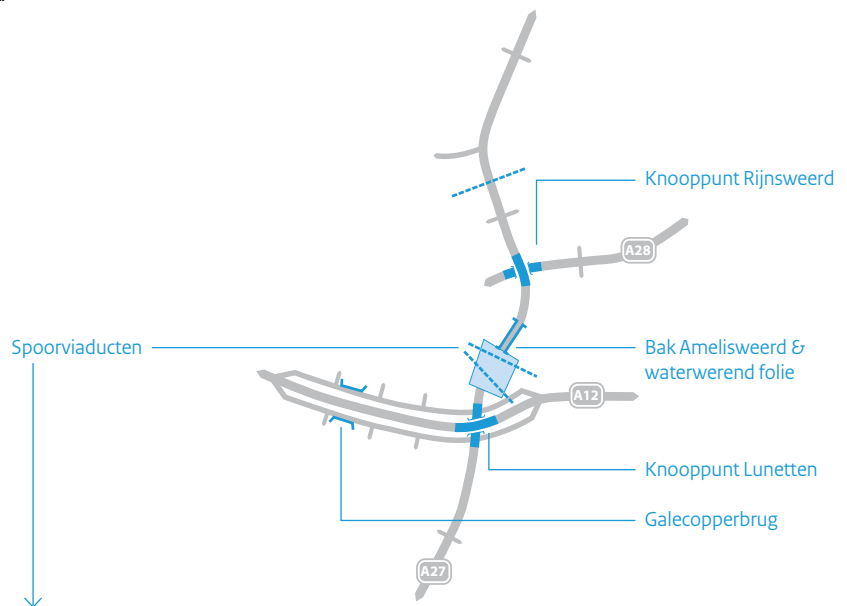 Knooppunt Rijnsweerd
A28
Spoorviaducten
Bak Amelisweerd &
waterwerend folie
A12
Knooppunt Lunetten
Galecopperbrug
A27